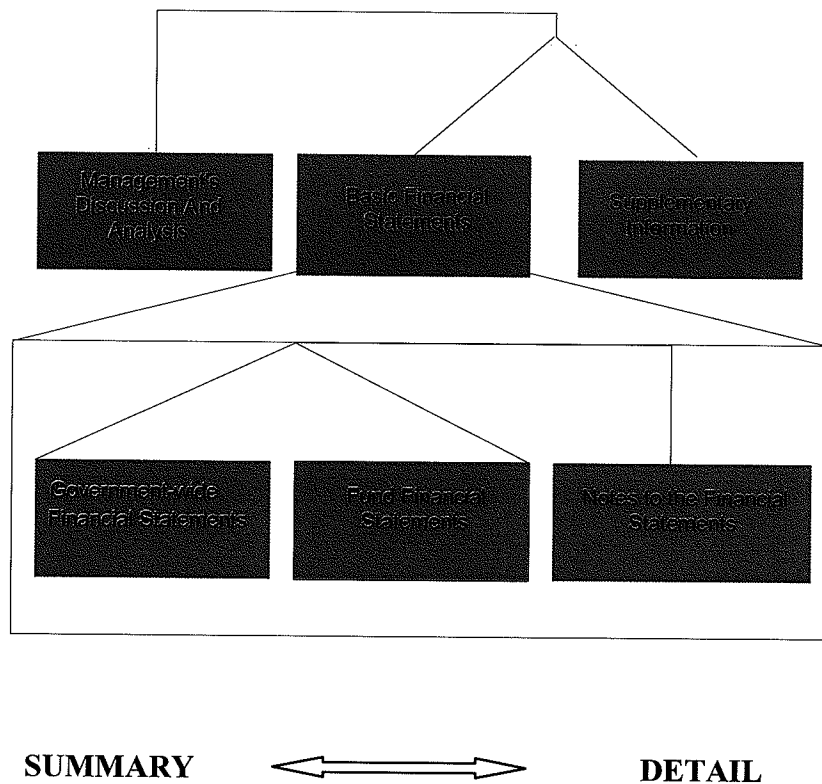 Management's
Discussion And
Analysis
Basic Financial
Statements
Supplementary
Information
Government-wide
Financial Statements
Fund Financial
Statements
Notes to the Financial
Statements
SUMMARY
DETAIL